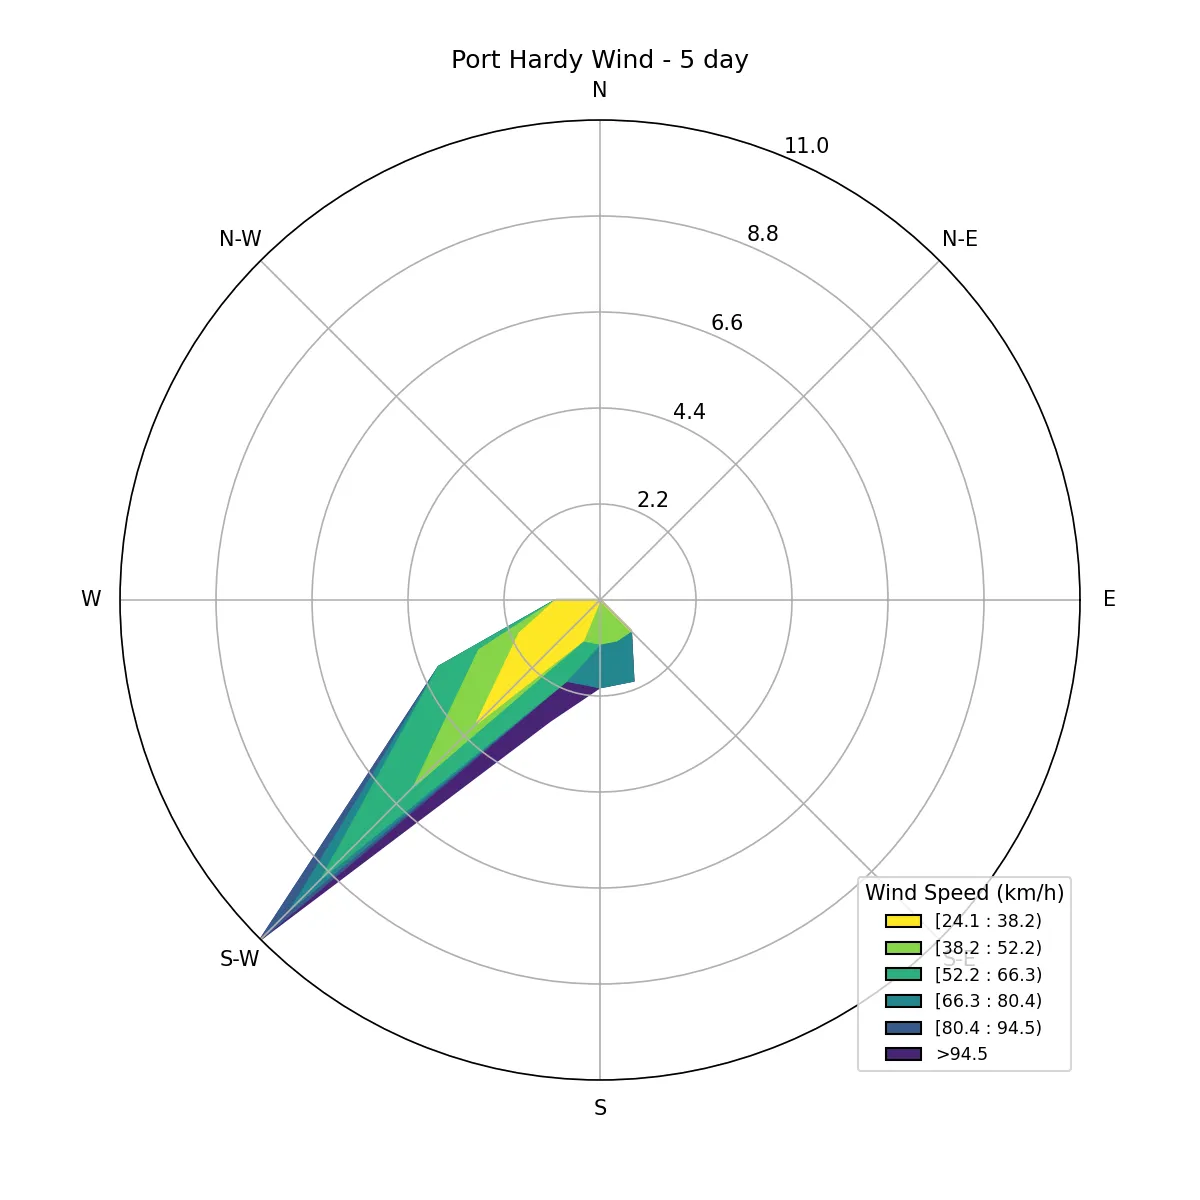 Port Hardy Wind - 5 day
N
11.0
8.8
N-W
N-E
6.6
4.4
2.2
W
E
Wind Speed (km/h)
[24.1 : 38.2)
[38.2 : 52.2)
S-W
S-E
[52.2 : 66.3)
[66.3 : 80.4)
[80.4 : 94.5)
>94.5
S